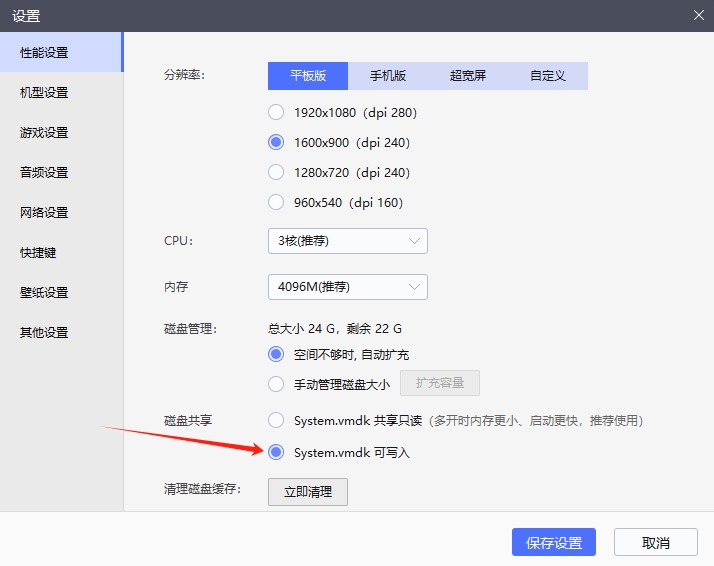 设置
性能设置
机型设置
游戏设置
音频设置
网络设置
快捷键
壁纸设置
其他设置
分辨率：
平板版 手机版 超宽屏 自定义
1920x1080（dpi 280）
1600x900（dpi 240）
1280x720（dpi 240）
960x540（dpi 160）
CPU：
3核(推荐)
内存
4096M(推荐)
磁盘管理：
总大小 24 G，剩余 22 G
空间不够时, 自动扩充
手动管理磁盘大小
扩充容量
磁盘共享
System.vmdk 共享只读（多开时内存更小、启动更快，推荐使用）
System.vmdk 可写入
清理磁盘缓存：
立即清理
保存设置
取消